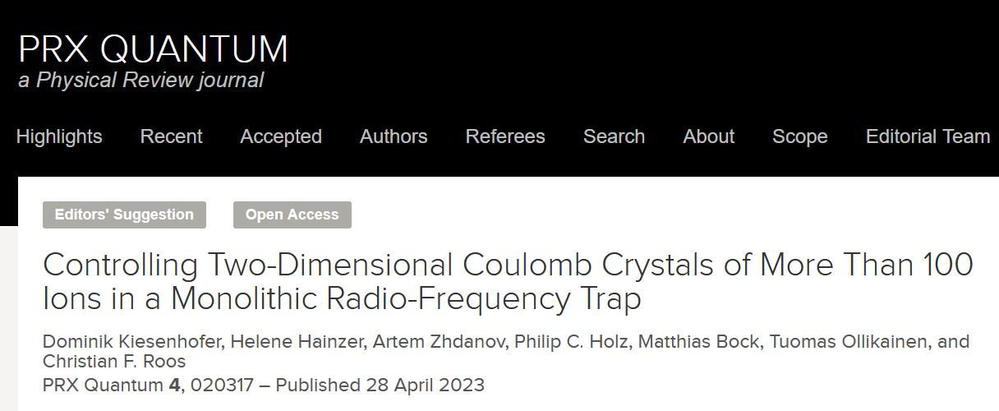 PRX QUANTUM
a Physical Review journal
Highlights Recent Accepted Authors Referees Search About Scope Editorial Team
Editors' Suggestion Open Access
Controlling Two-Dimensional Coulomb Crystals of More Than 100
Ions in a Monolithic Radio-Frequency Trap
Dominik Kiesenhofer, Helene Hainzer, Artem Zhdanov, Philip C. Holz, Matthias Bock, Tuomas Ollikainen, and
Christian F. Roos
PRX Quantum 4, 020317 – Published 28 April 2023